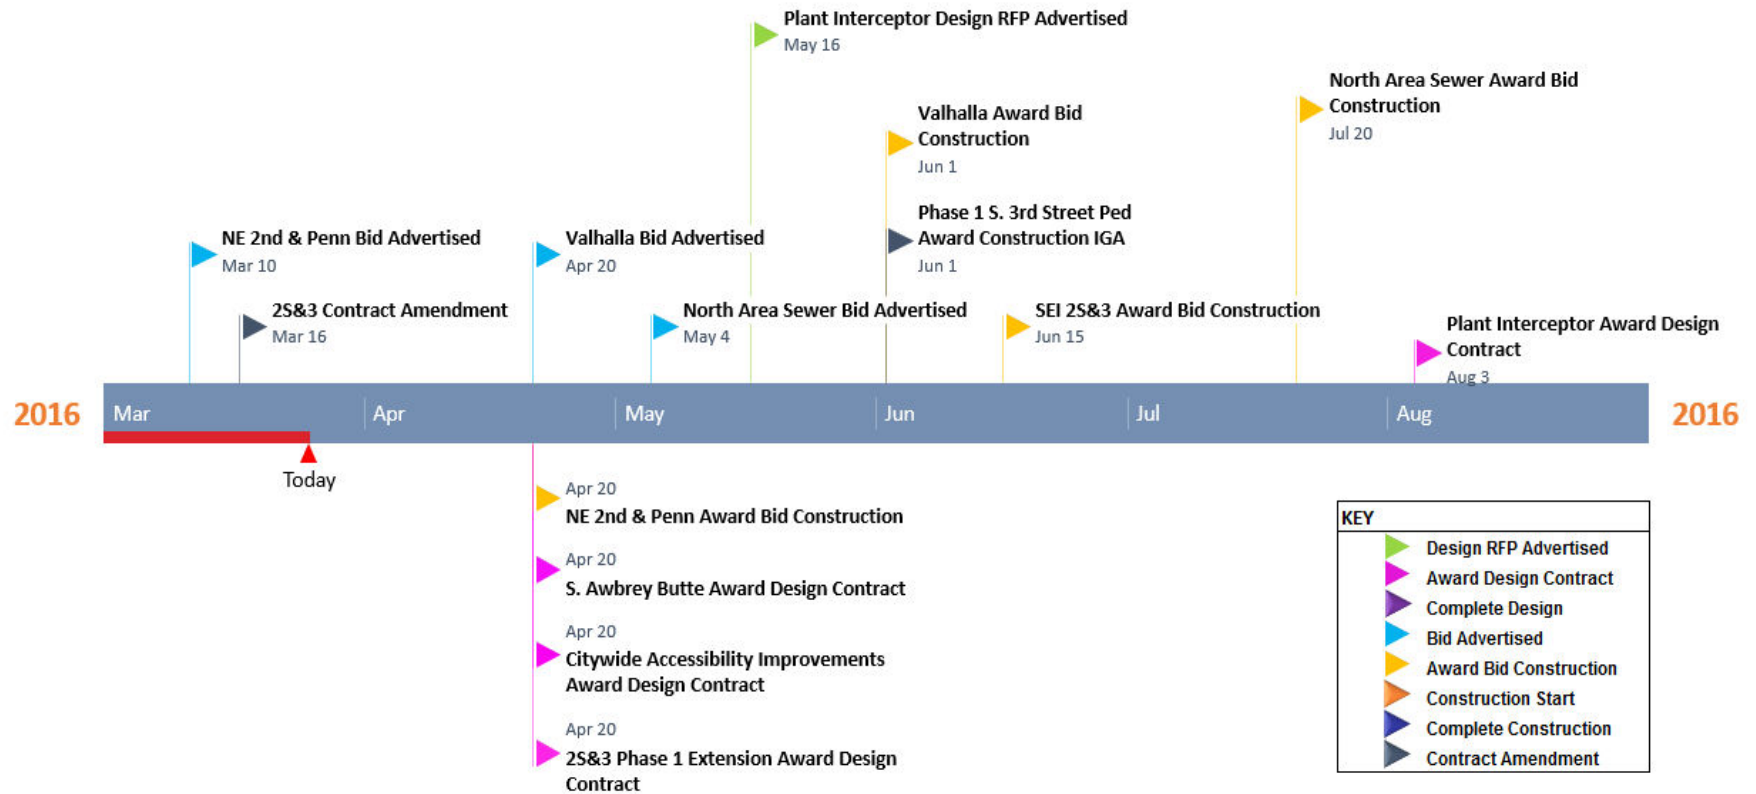 Plant Interceptor Design RFP Advertised
May 16
North Area Sewer Award Bid
Construction
Jul 20
Valhalla Award Bid
Construction
Jun 1
Phase 1 S. 3rd Street Ped
Award Construction IGA
Jun 1
NE 2nd & Penn Bid Advertised
Mar 10
Valhalla Bid Advertised
Apr 20
2S&3 Contract Amendment
Mar 16
North Area Sewer Bid Advertised
May 4
SEI 2S&3 Award Bid Construction
Jun 15
Plant Interceptor Award Design
Contract
Aug 3
2016 Mar Apr May Jun Jul Aug 2016
Today
Apr 20
NE 2nd & Penn Award Bid Construction
Apr 20
S. Awbrey Butte Award Design Contract
Apr 20
Citywide Accessibility Improvements
Award Design Contract
Apr 20
2S&3 Phase 1 Extension Award Design
Contract
KEY
Design RFP Advertised
Award Design Contract
Complete Design
Bid Advertised
Award Bid Construction
Construction Start
Complete Construction
Contract Amendment